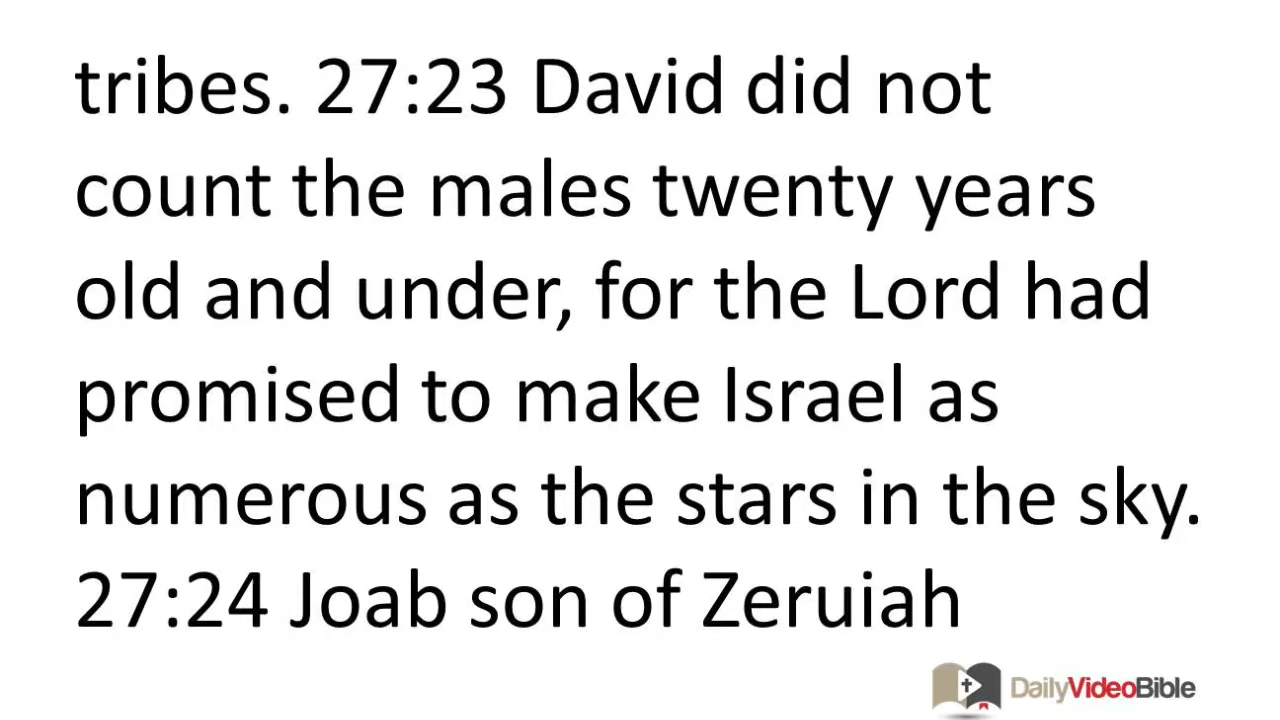 tribes. 27:23 David did not
count the males twenty years
old and under, for the Lord had
promised to make Israel as
numerous as the stars in the sky.
27:24 Joab son of Zeruiah
DailyVideoBible